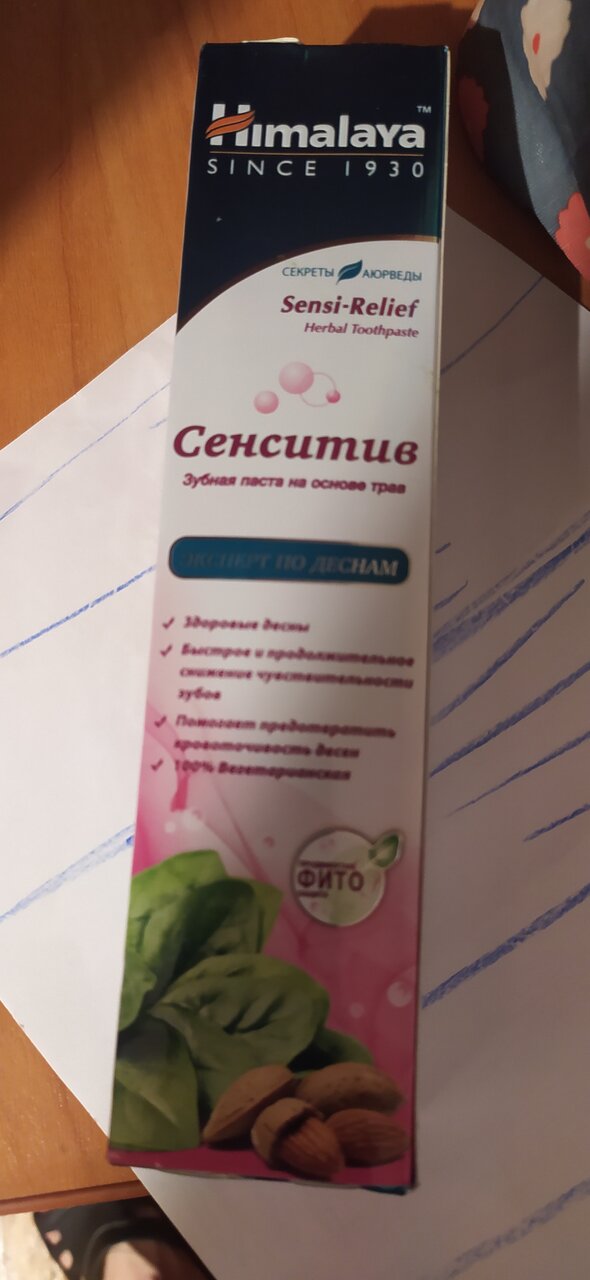 Himalaya™
SINCE 1930
СЕКРЕТЫ АЮРВЕДЫ
Sensi-Relief
Herbal Toothpaste
Сенситив
Зубная паста на основе трав
ЭКСПЕРТ ПО ДЕСНАМ
Здоровые десны
Быстрое и продолжительное
снижение чувствительности
зубов
Помогает предотвратить
кровоточивость десен
100% Вегетарианская
ФИТО